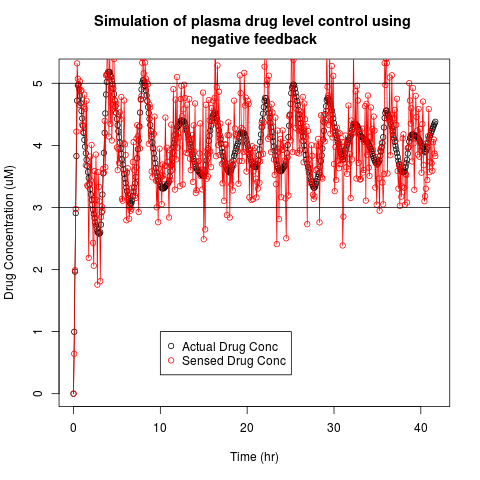 Simulation of plasma drug level control using
negative feedback
Drug Concentration (uM)
5
4
3
2
1
0
Actual Drug Conc
Sensed Drug Conc
0 10 20 30 40
Time (hr)